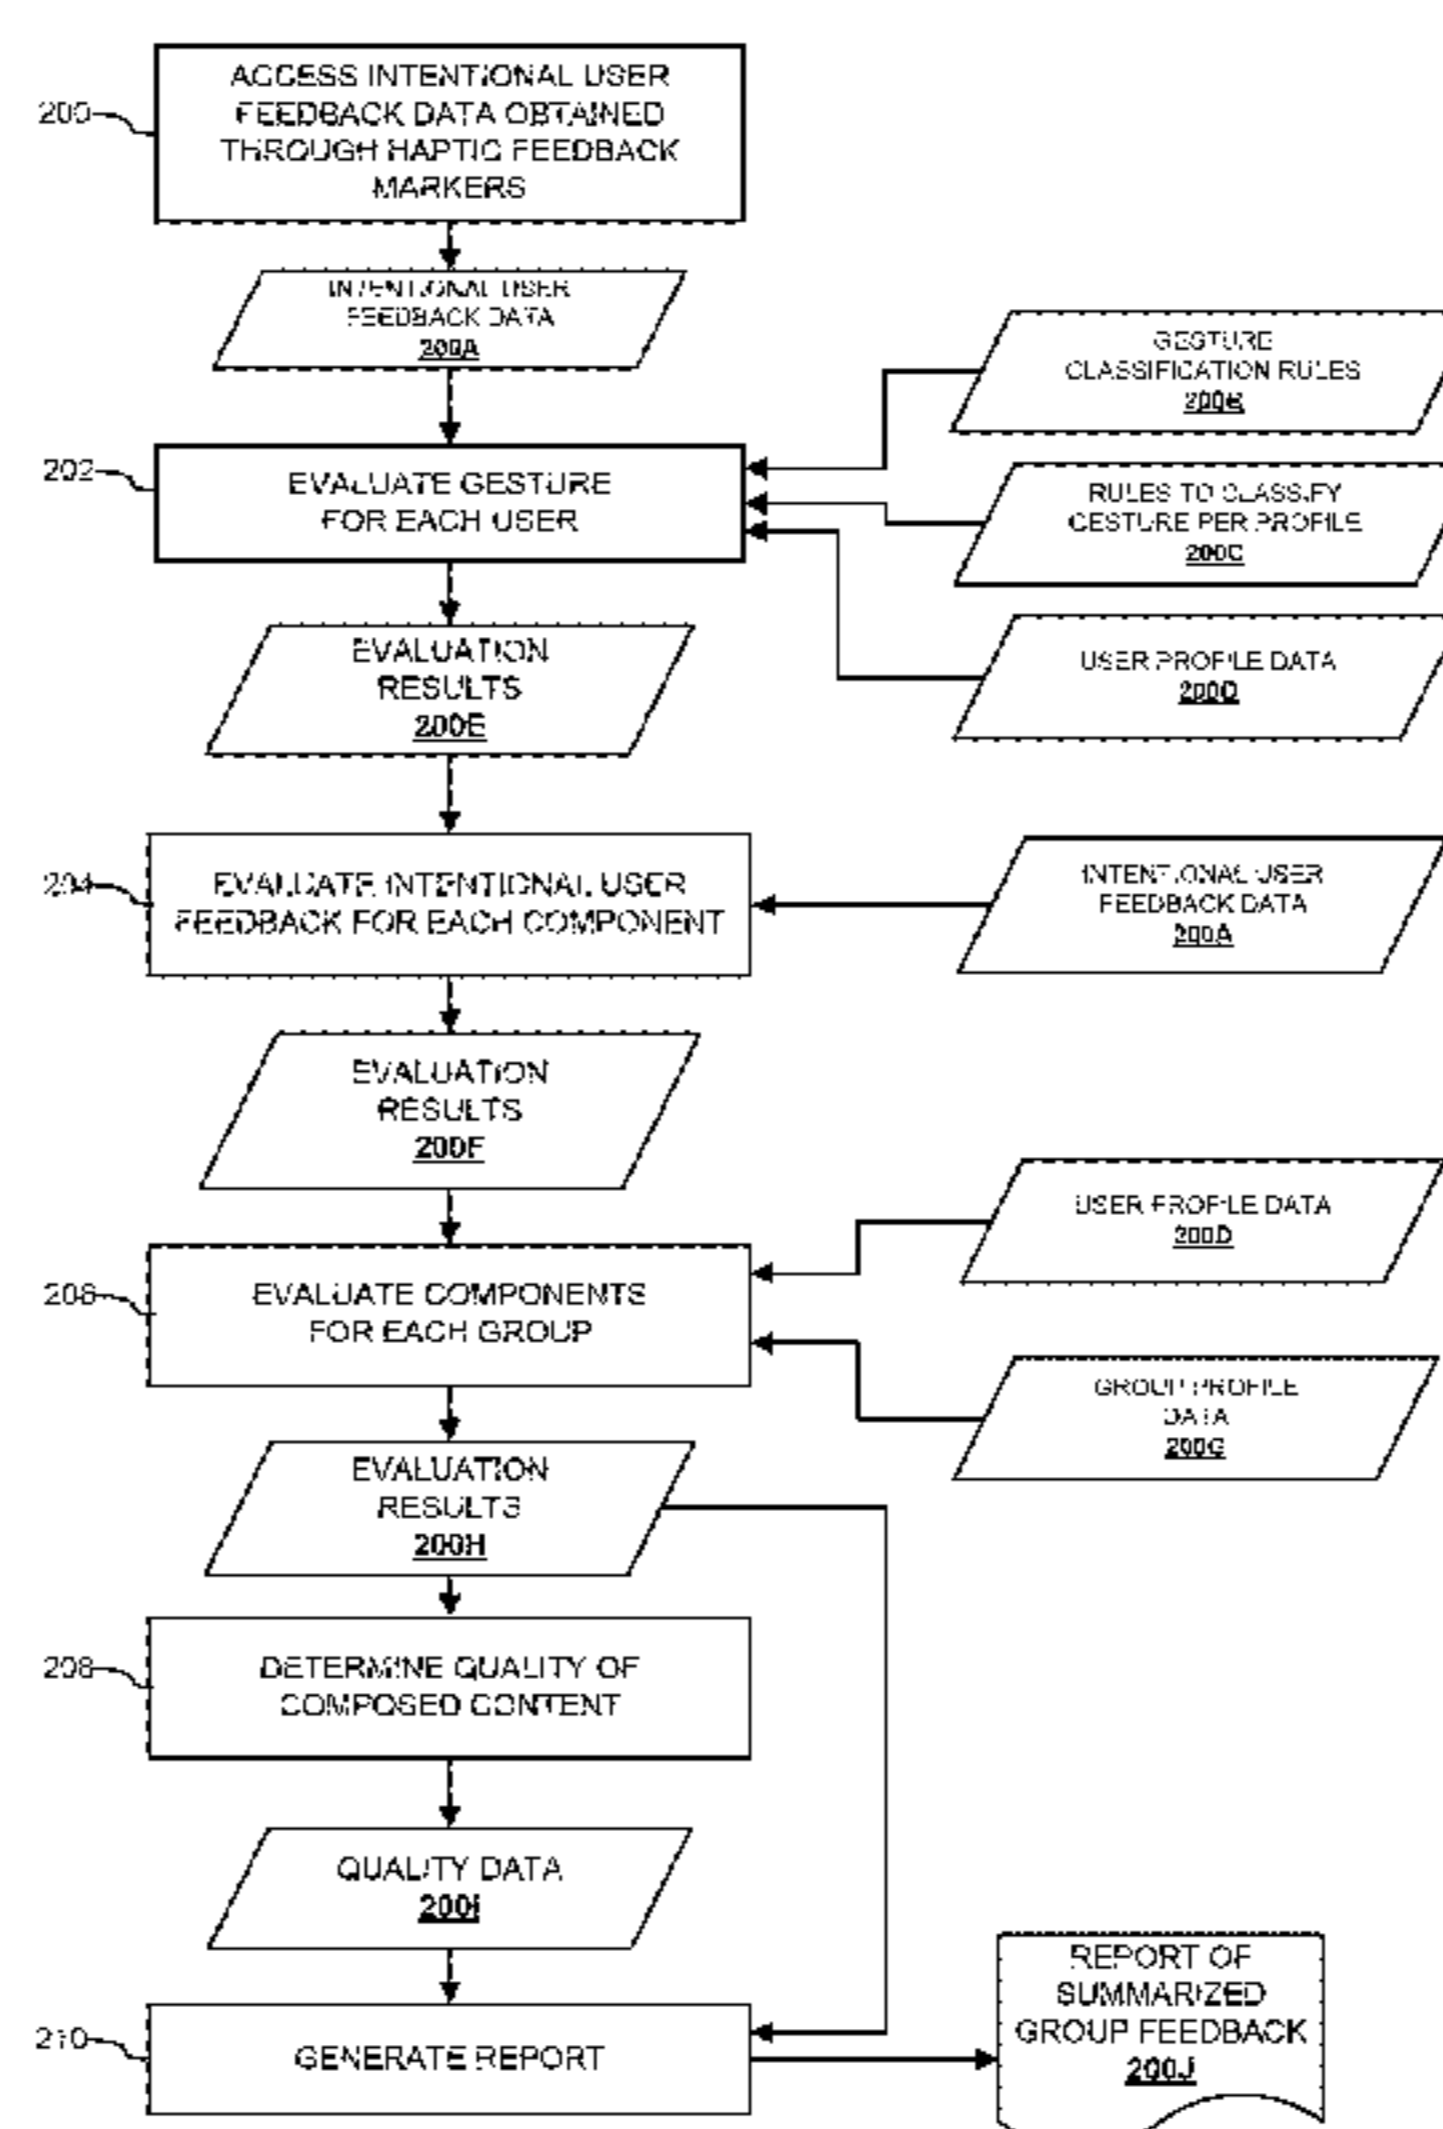 200
ACCESS INTENTIONAL USER
FEEDBACK DATA OBTAINED
THROUGH HAPTIC FEEDBACK
MARKERS
INTENTIONAL USER
FEEDBACK DATA
200A
GESTURE
CLASSIFICATION RULES
200B
202
EVALUATE GESTURE
FOR EACH USER
RULES TO CLASSIFY
GESTURE PER PROFILE
200C
EVALUATION
RESULTS
200E
USER PROFILE DATA
200D
204
EVALUATE INTENTIONAL USER
FEEDBACK FOR EACH COMPONENT
INTENTIONAL USER
FEEDBACK DATA
200A
EVALUATION
RESULTS
200F
USER PROFILE DATA
200D
206
EVALUATE COMPONENTS
FOR EACH GROUP
GROUP PROFILE
DATA
200G
EVALUATION
RESULTS
200H
208
DETERMINE QUALITY OF
COMPOSED CONTENT
QUALITY DATA
200I
210
GENERATE REPORT
REPORT OF
SUMMARIZED
GROUP FEEDBACK
200J